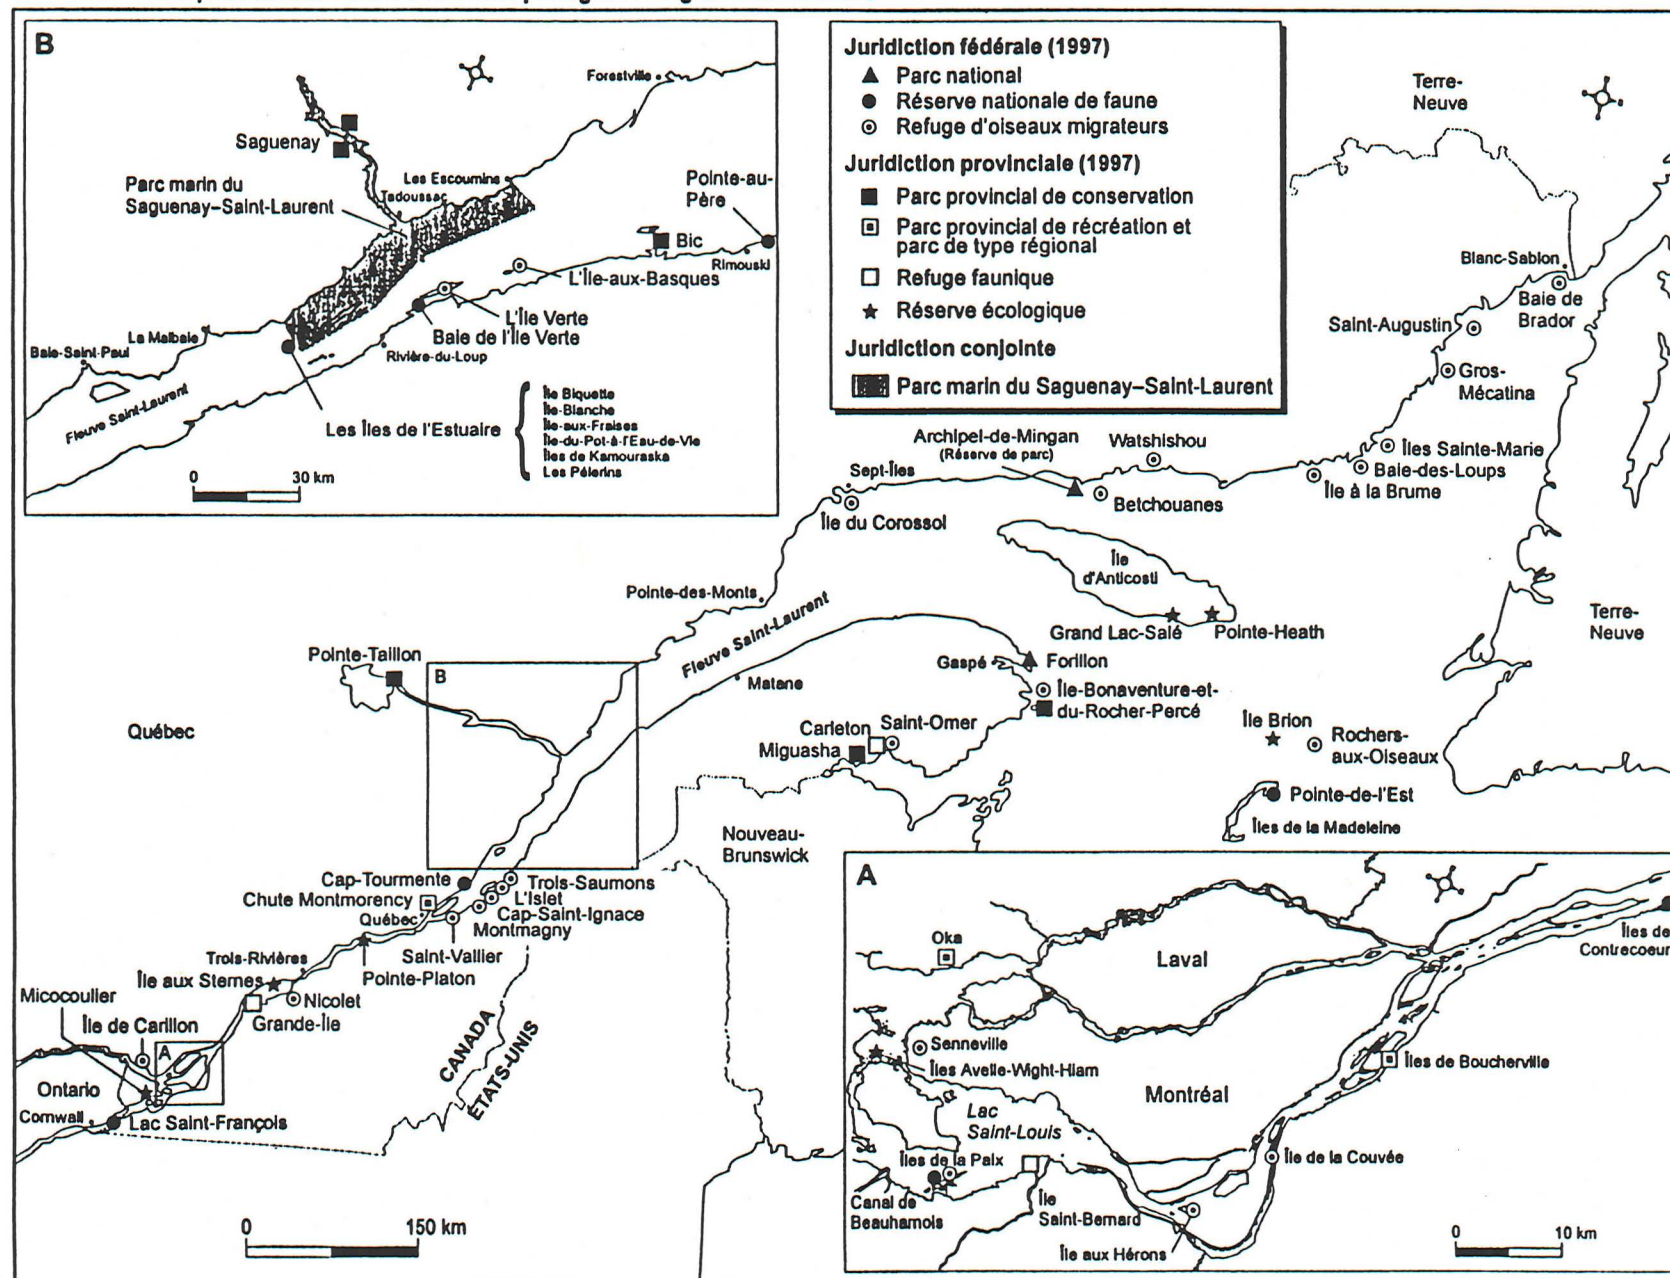 B
Forestville
Saguenay
Les Escoumins
Tadoussac
Parc marin du
Saguenay–Saint-Laurent
Pointe-au-
Père
Bic
Rimouski
L'Île-aux-Basques
L'Île Verte
Baie de l'Île Verte
La Malbaie
Baie-Saint-Paul
Rivière-du-Loup
Fleuve Saint-Laurent
Les Îles de l'Estuaire
Île Biquette
Île-Blanche
Île-aux-Fraises
Île-du-Pot-à-l'Eau-de-Vie
Îles de Kamouraska
Les Pélerins
0 30 km
Juridiction fédérale (1997)
Parc national
Réserve nationale de faune
Refuge d'oiseaux migrateurs
Juridiction provinciale (1997)
Parc provincial de conservation
Parc provincial de récréation et
parc de type régional
Refuge faunique
Réserve écologique
Juridiction conjointe
Parc marin du Saguenay–Saint-Laurent
Terre-
Neuve
Blanc-Sablon
Baie de
Brador
Saint-Augustin
Gros-
Mécatina
Îles Sainte-Marie
Baie-des-Loups
Île à la Brume
Archipel-de-Mingan
(Réserve de parc)
Watshishou
Sept-Îles
Betchouanes
Île du Corossol
Île
d'Anticosti
Pointe-des-Monts
Fleuve Saint-Laurent
Grand Lac-Salé
Pointe-Heath
Terre-
Neuve
Pointe-Taillon
B
Gaspé
Forillon
Matane
Île-Bonaventure-et-
du-Rocher-Percé
Québec
Carleton
Saint-Omer
Miguasha
Île Brion
Rochers-
aux-Oiseaux
Pointe-de-l'Est
Îles de la Madeleine
Nouveau-
Brunswick
Cap-Tourmente
Trois-Saumons
Chute Montmorency
L'Islet
Québec
Cap-Saint-Ignace
Montmagny
Saint-Vallier
Trois-Rivières
Pointe-Platon
Île aux Sternes
Micocoulier
Nicolet
Grande-Île
Île de Carillon
A
Ontario
Cornwall
Lac Saint-François
CANADA
ÉTATS-UNIS
0 150 km
A
Îles de
Contrecoeur
Oka
Laval
Senneville
Îles Avelle-Wight-Hiam
Îles de Boucherville
Montréal
Lac
Saint-Louis
Îles de la Paix
Île de la Couvée
Canal de
Beauharnois
Île
Saint-Bernard
Île aux Hérons
0 10 km